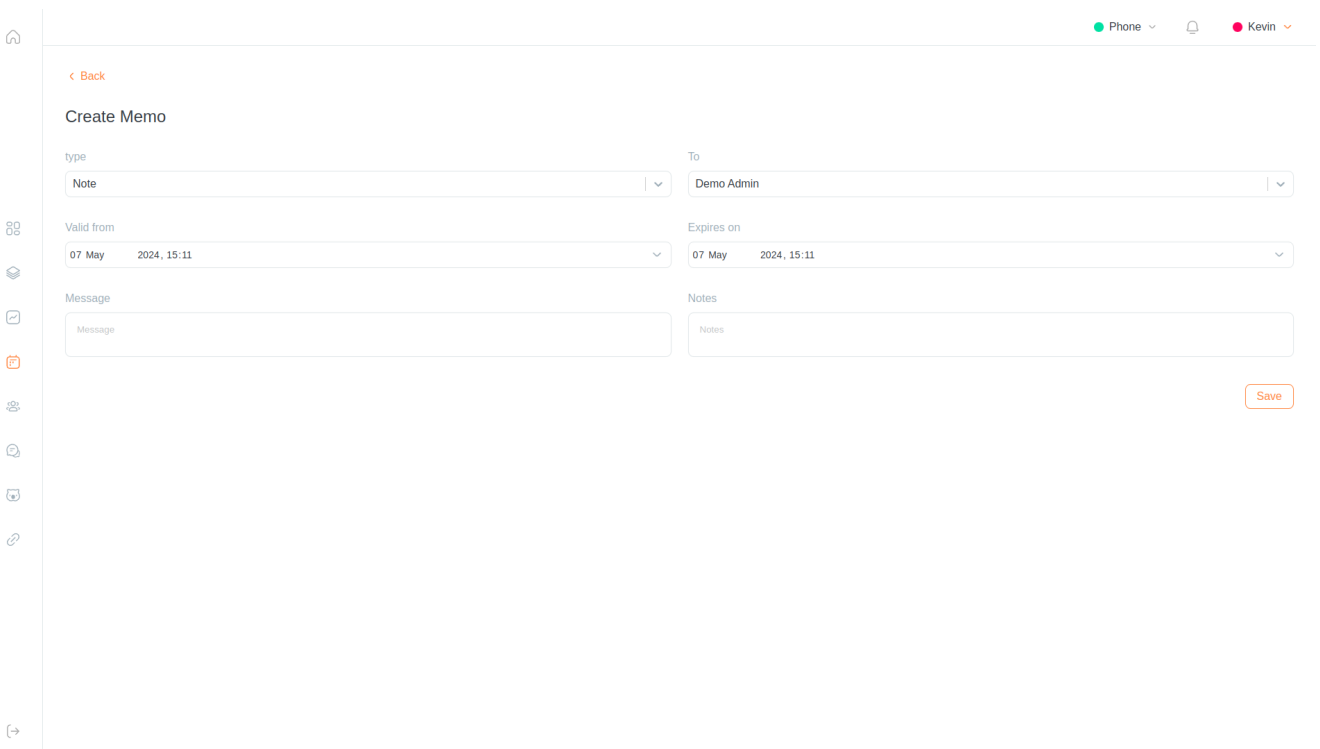 Phone
Kevin
Back
Create Memo
type
To
Note
Demo Admin
Valid from
Expires on
07 May 2024, 15:11
07 May 2024, 15:11
Message
Notes
Message
Notes
Save